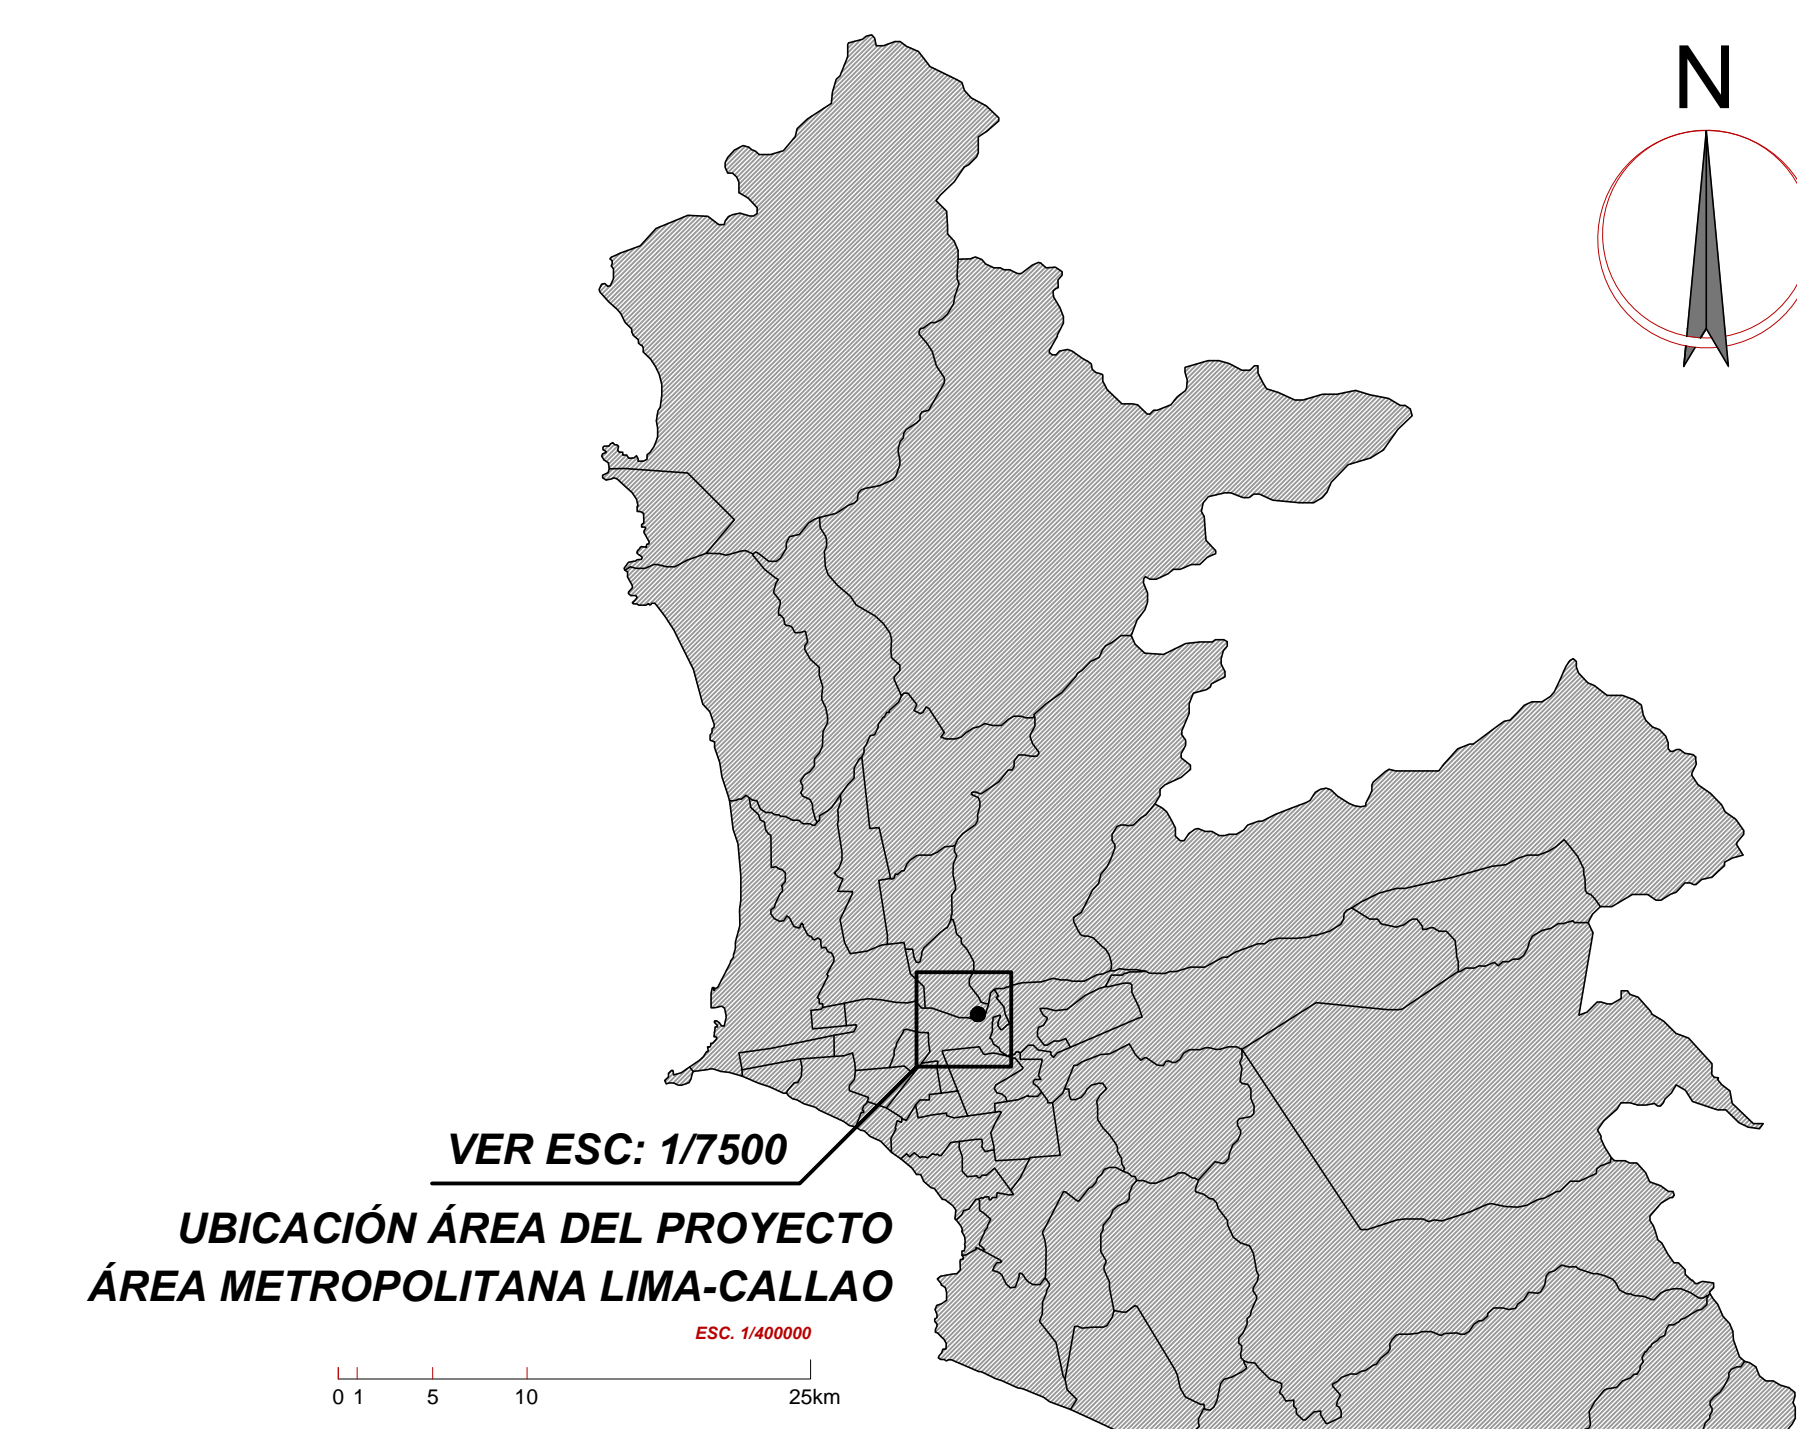 N
VER ESC: 1/7500
UBICACIÓN ÁREA DEL PROYECTO
ÁREA METROPOLITANA LIMA-CALLAO
ESC. 1/400000
0 1 5 10 25km